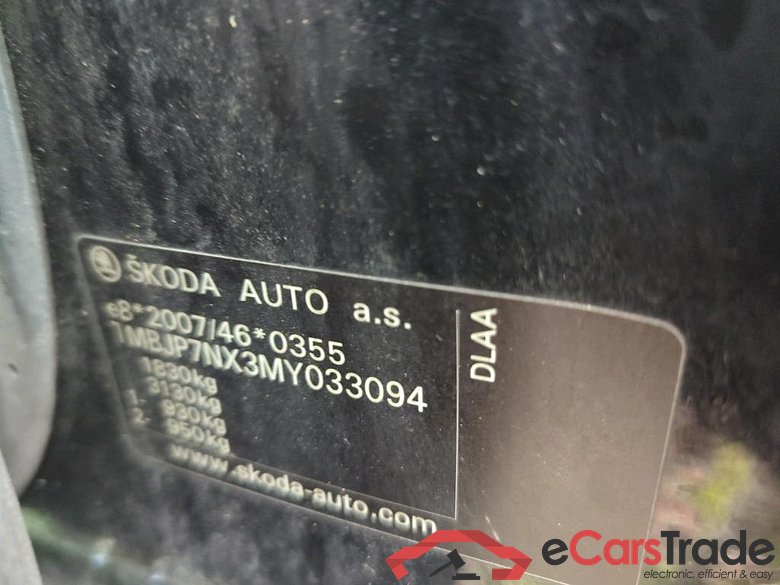 ŠKODA AUTO a.s.
e8*2007/46*0355
TMBJP7NX3MY033094
1830kg
3130kg
1. 930kg
2. 950kg
www.skoda-auto.com
DLAA
eCarsTrade
electronic, efficient & easy